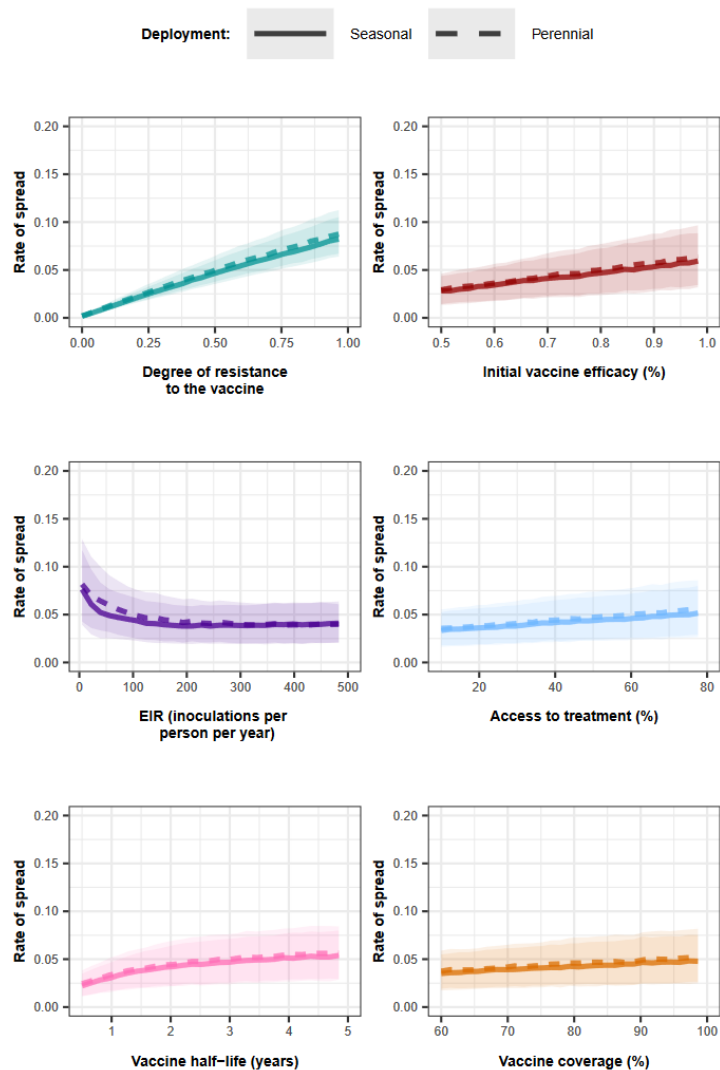 Deployment: Seasonal Perennial
0.20
0.15
0.10
0.05
0.00
Rate of spread
0.00 0.25 0.50 0.75 1.00
Degree of resistance
to the vaccine
0.20
0.15
0.10
0.05
0.00
Rate of spread
0.5 0.6 0.7 0.8 0.9 1.0
Initial vaccine efficacy (%)
0.20
0.15
0.10
0.05
0.00
Rate of spread
0 100 200 300 400 500
EIR (inoculations per
person per year)
0.20
0.15
0.10
0.05
0.00
Rate of spread
20 40 60 80
Access to treatment (%)
0.20
0.15
0.10
0.05
0.00
Rate of spread
1 2 3 4 5
Vaccine half−life (years)
0.20
0.15
0.10
0.05
0.00
Rate of spread
60 70 80 90 100
Vaccine coverage (%)